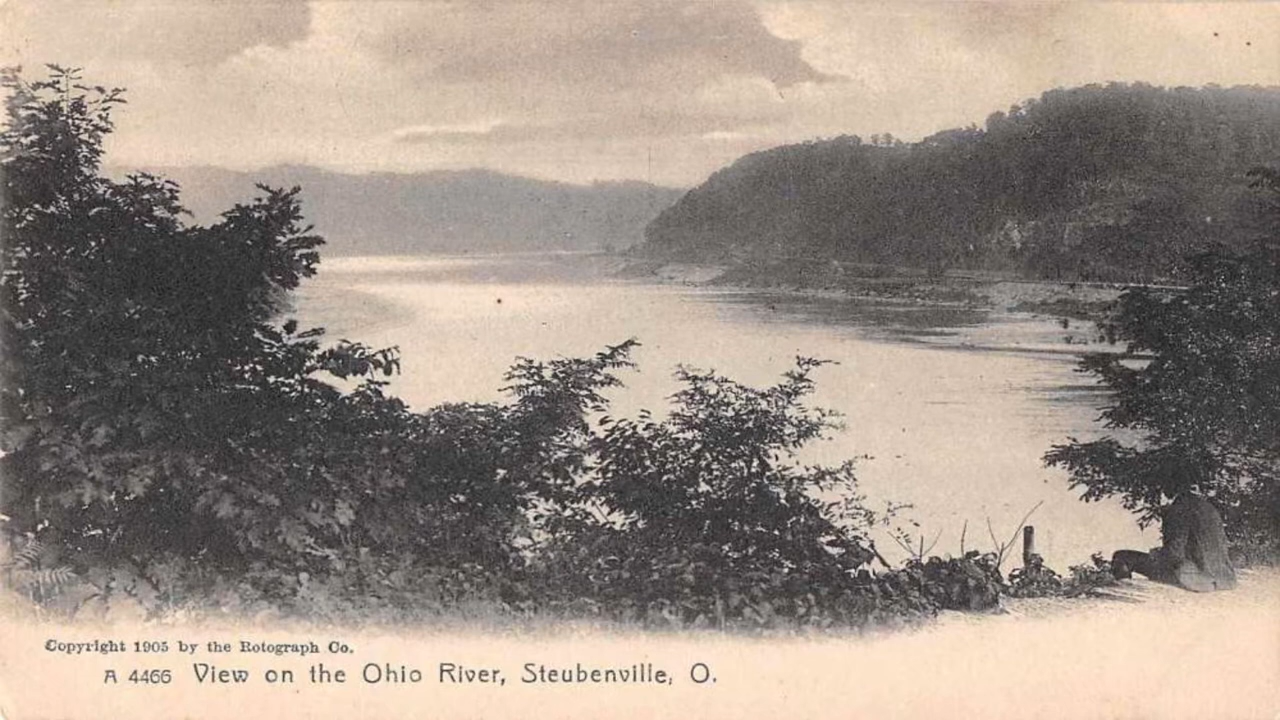 Copyright 1905 by the Rotograph Co.
A 4466 View on the Ohio River, Steubenville, O.